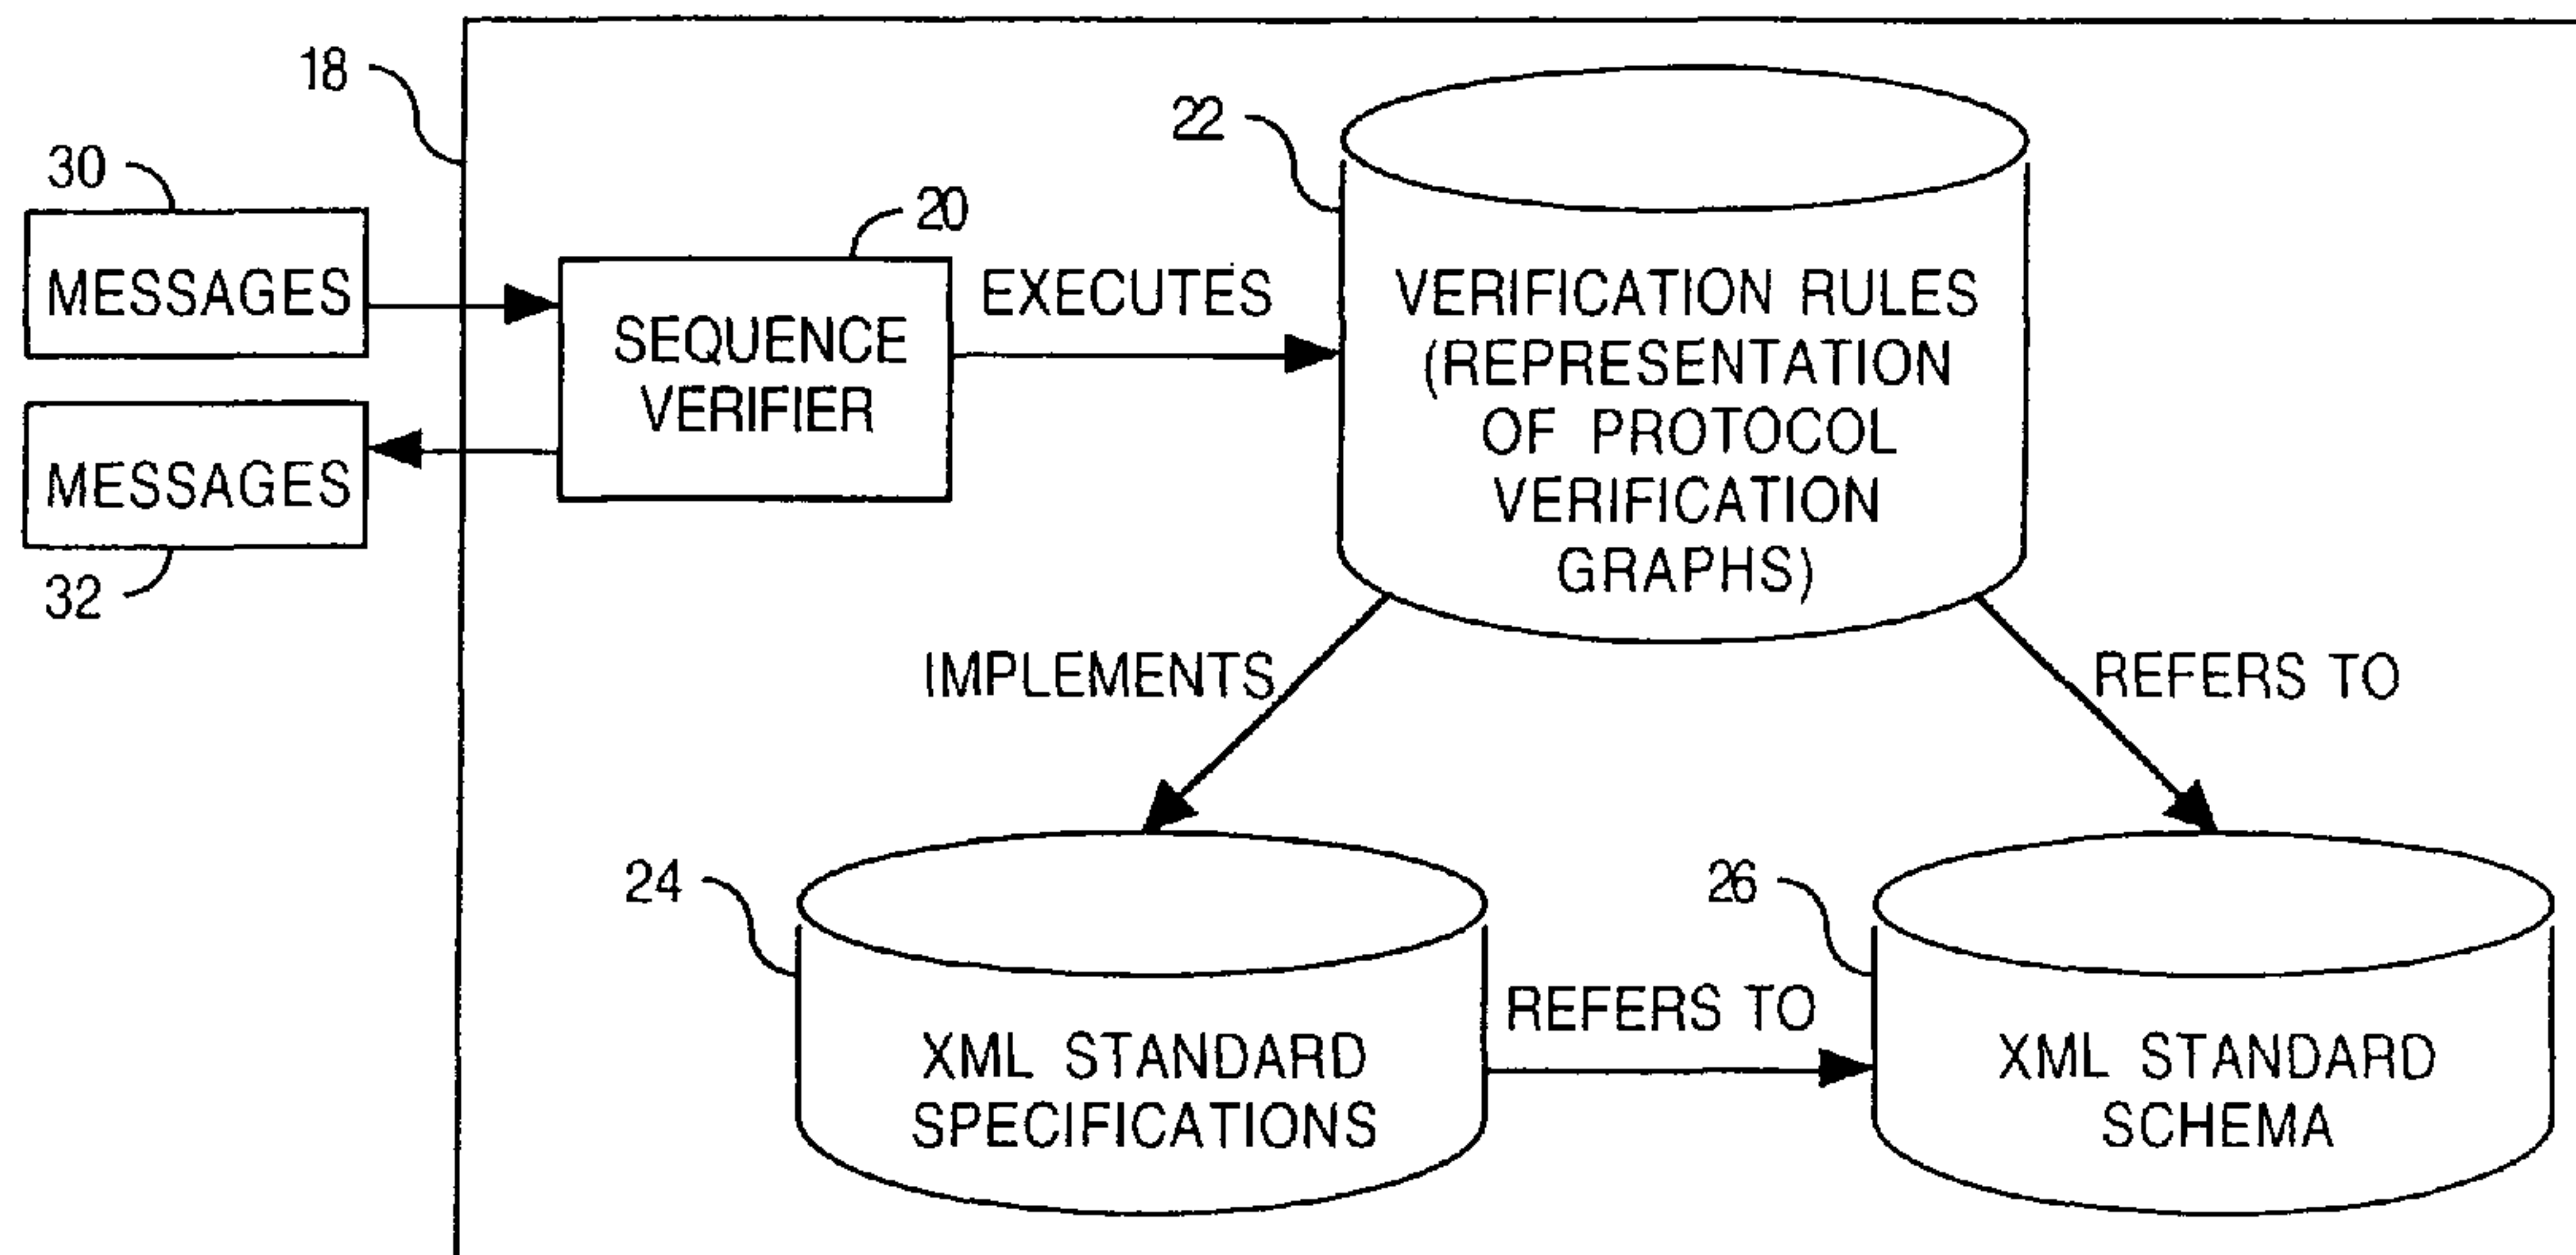 18
30
MESSAGES
MESSAGES
32
20
SEQUENCE
VERIFIER
EXECUTES
22
VERIFICATION RULES
(REPRESENTATION
OF PROTOCOL
VERIFICATION
GRAPHS)
IMPLEMENTS
REFERS TO
24
XML STANDARD
SPECIFICATIONS
REFERS TO
26
XML STANDARD
SCHEMA